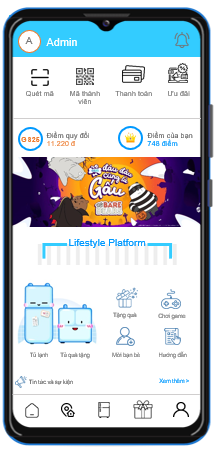 A Admin
Quét mã
Mã thành viên
Thanh toán
Ưu đãi
G 826
Điểm quy đổi
11.220 đ
Điểm của bạn
748 điểm
đâu đâu
cũng có
Gấu
BARE
Lifestyle Platform
Tặng quà
Chơi game
Tủ lạnh
Tủ quà tặng
Mời bạn bè
Hướng dẫn
Tin tức và sự kiện
Xem thêm >